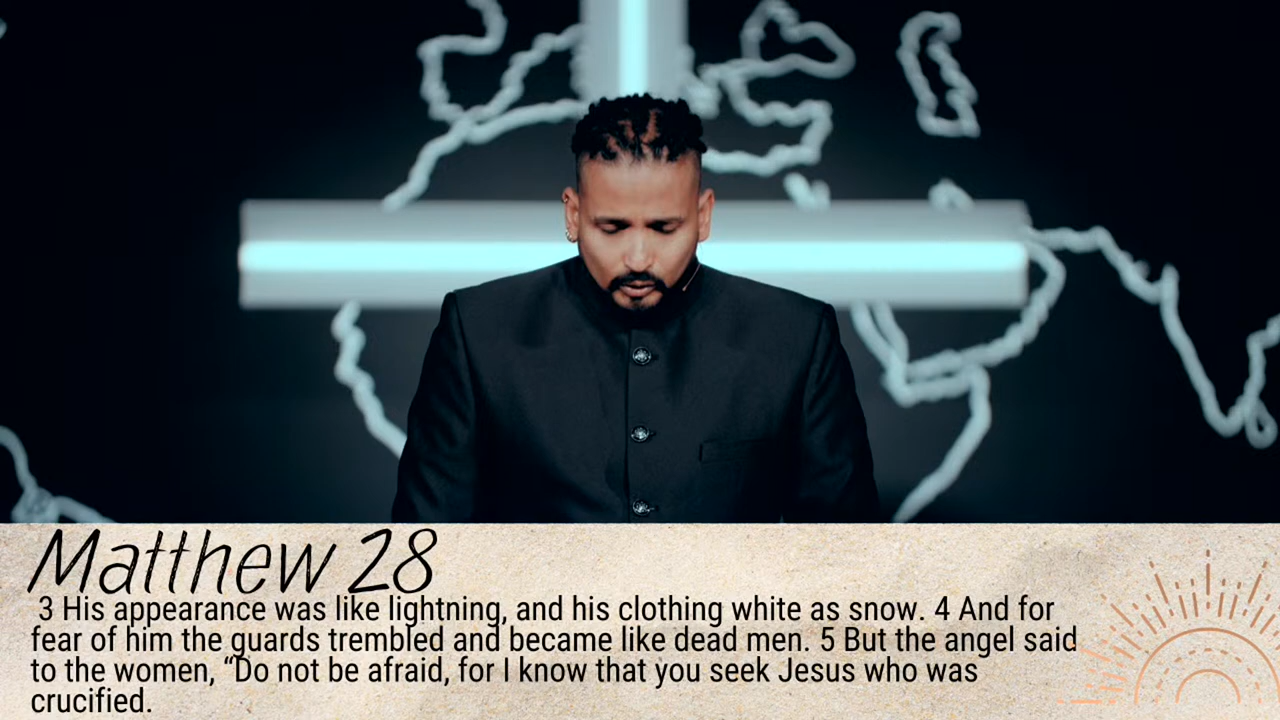 Matthew 28
3 His appearance was like lightning, and his clothing white as snow. 4 And for
fear of him the guards trembled and became like dead men. 5 But the angel said
to the women, “Do not be afraid, for I know that you seek Jesus who was
crucified.